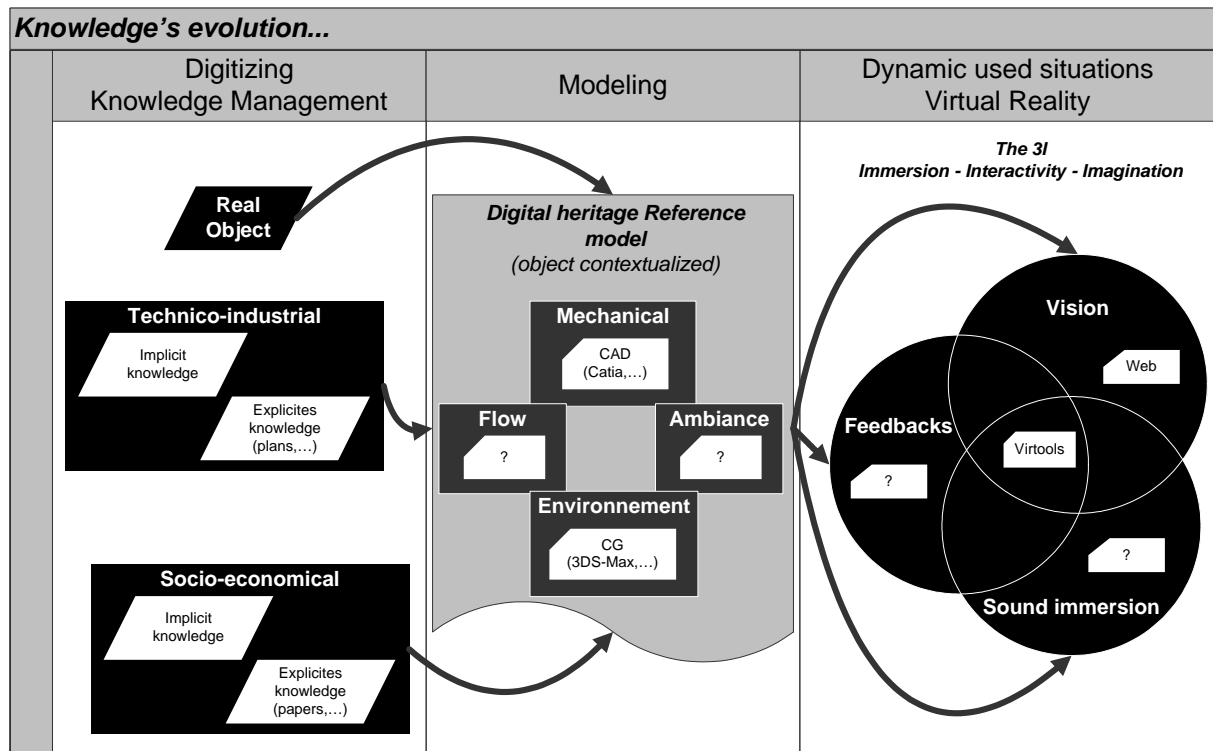 Knowledge's evolution...
Digitizing
Knowledge Management
Modeling
Dynamic used situations
Virtual Reality
The 3I
Immersion - Interactivity - Imagination
Real
Object
Technico-industrial
Implicit
knowledge
Explicites
knowledge
(plans,...)
Socio-economical
Implicit
knowledge
Explicites
knowledge
(papers,...)
Digital heritage Reference
model
(object contextualized)
Mechanical
CAD
(Catia,...)
Flow
?
Ambiance
?
Environnement
CG
(3DS-Max,...)
Vision
Web
Feedbacks
?
Virtools
?
Sound immersion